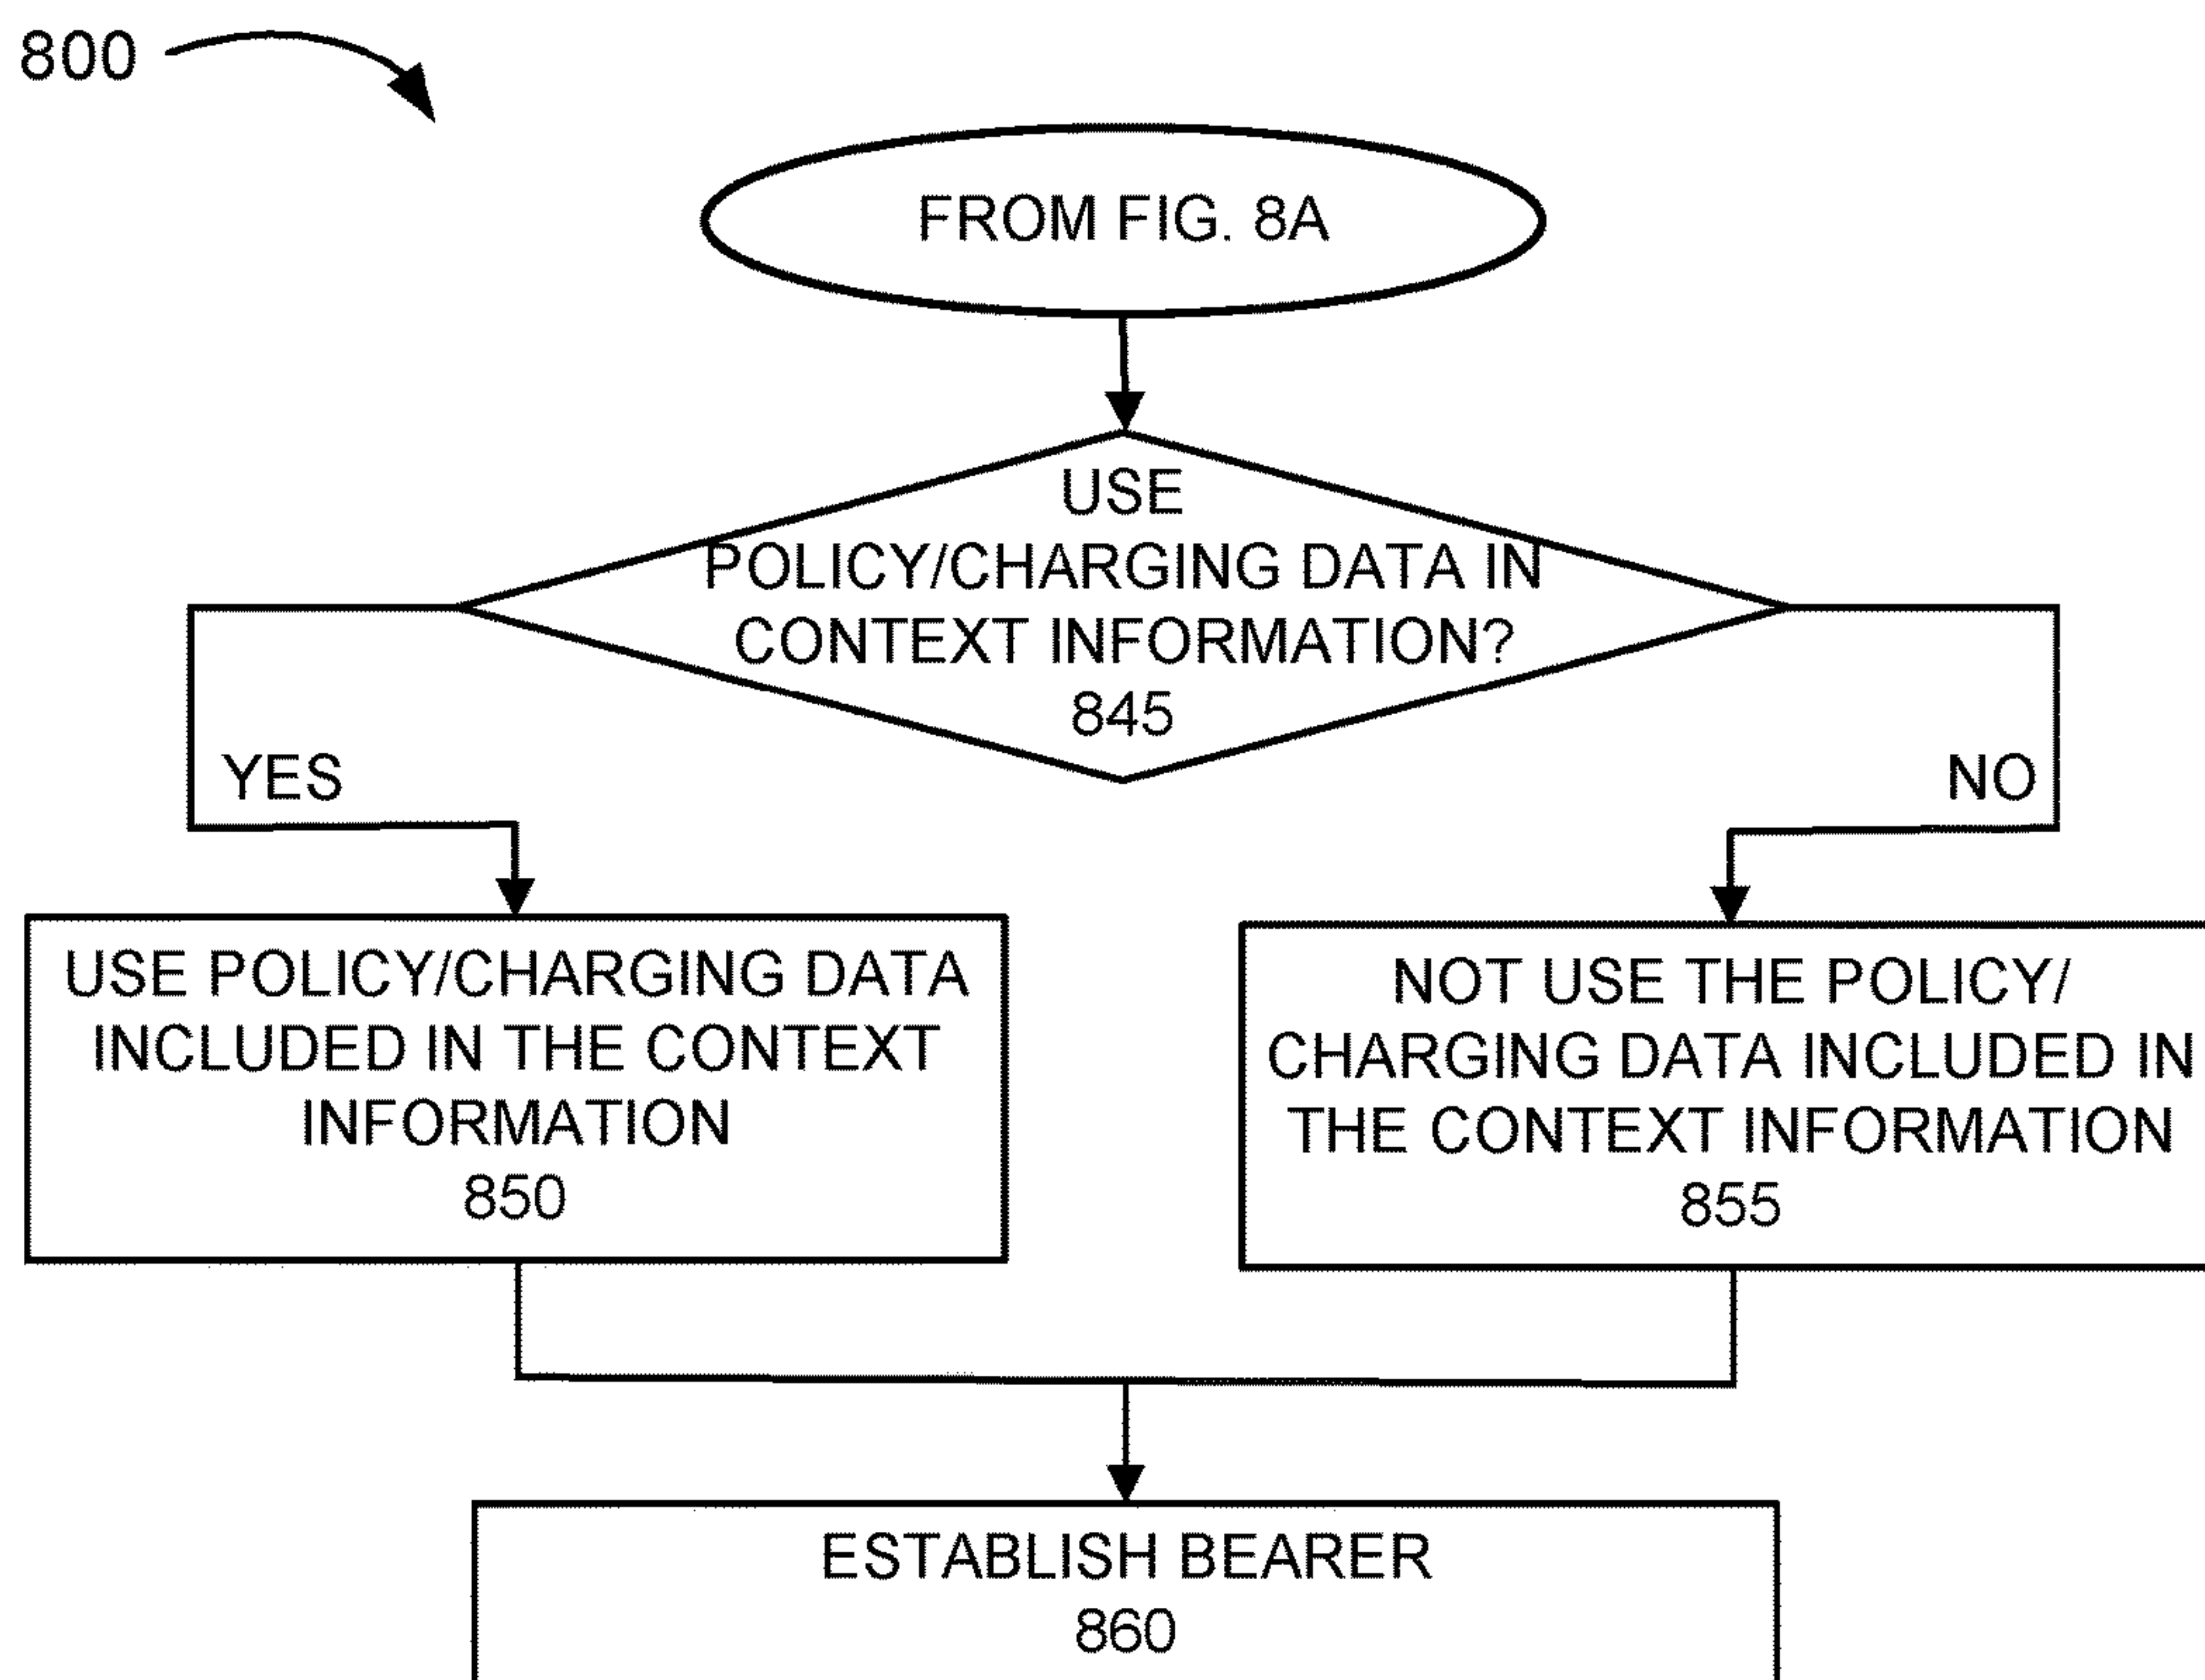 800
FROM FIG. 8A
USE
POLICY/CHARGING DATA IN
CONTEXT INFORMATION?
845
YES
NO
USE POLICY/CHARGING DATA
INCLUDED IN THE CONTEXT
INFORMATION
850
NOT USE THE POLICY/
CHARGING DATA INCLUDED IN
THE CONTEXT INFORMATION
855
ESTABLISH BEARER
860